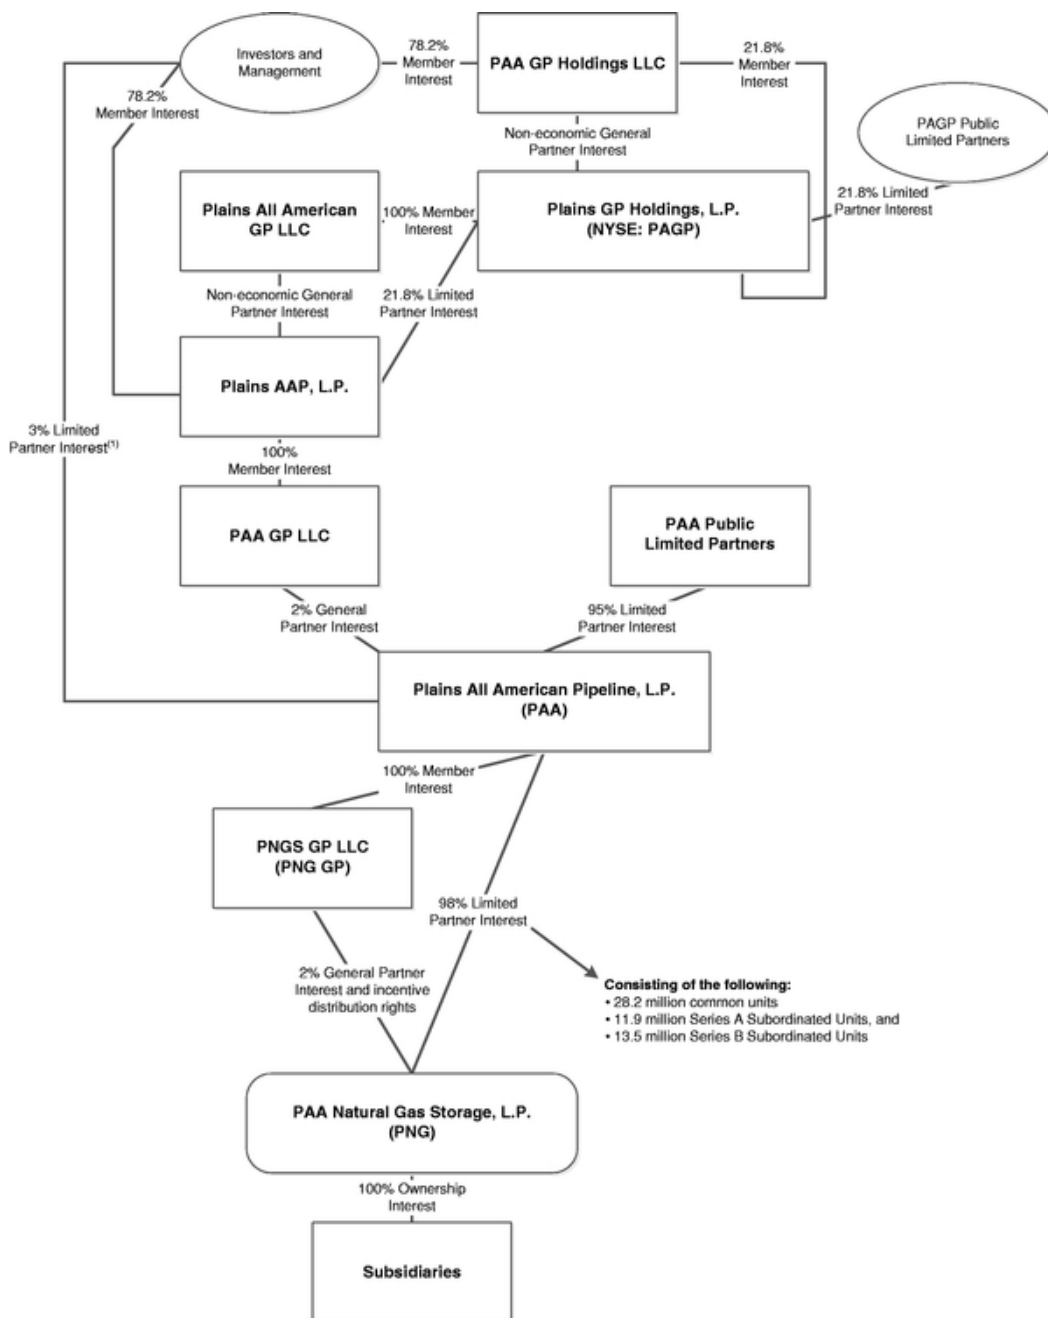 Investors and
Management
78.2%
Member
Interest
PAA GP Holdings LLC
21.8%
Member
Interest
78.2%
Member Interest
PAGP Public
Limited Partners
Non-economic General
Partner Interest
21.8% Limited
Partner Interest
Plains All American
GP LLC
100% Member
Interest
Plains GP Holdings, L.P.
(NYSE: PAGP)
Non-economic General
Partner Interest
21.8% Limited
Partner Interest
Plains AAP, L.P.
3% Limited
Partner Interest(1)
100%
Member Interest
PAA GP LLC
PAA Public
Limited Partners
2% General
Partner Interest
95% Limited
Partner Interest
Plains All American Pipeline, L.P.
(PAA)
100% Member
Interest
PNGS GP LLC
(PNG GP)
98% Limited
Partner Interest
2% General Partner
Interest and incentive
distribution rights
Consisting of the following:
• 28.2 million common units
• 11.9 million Series A Subordinated Units, and
• 13.5 million Series B Subordinated Units
PAA Natural Gas Storage, L.P.
(PNG)
100% Ownership
Interest
Subsidiaries